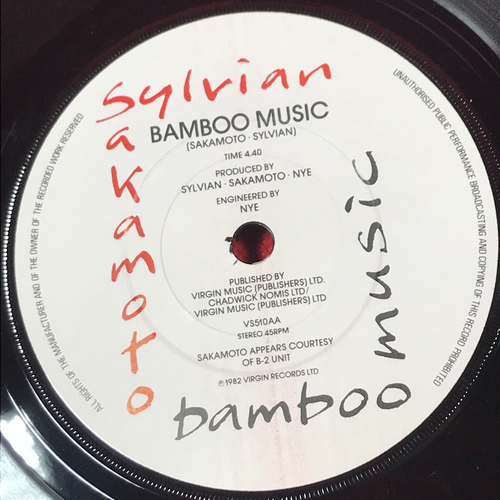 Sylvian
Sakamoto
BAMBOO MUSIC
(SAKAMOTO · SYLVIAN)
TIME 4.40
PRODUCED BY
SYLVIAN · SAKAMOTO · NYE
ENGINEERED BY
NYE
PUBLISHED BY
VIRGIN MUSIC (PUBLISHERS) LTD.
CHADWICK NOMIS LTD/
VIRGIN MUSIC (PUBLISHERS) LTD
VS510AA
STEREO 45RPM
SAKAMOTO APPEARS COURTESY
OF B-2 UNIT
℗ 1982 VIRGIN RECORDS LTD
bamboo
music
ALL RIGHTS OF THE MANUFACTURER AND OF THE OWNER OF THE RECORDED WORK RESERVED
UNAUTHORISED PUBLIC PERFORMANCE BROADCASTING AND COPYING OF THIS RECORD PROHIBITED